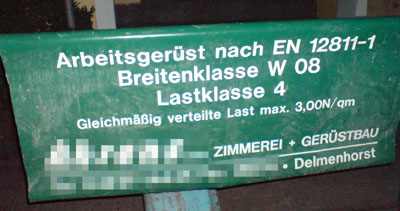 Arbeitsgerüst nach EN 12811-1
Breitenklasse W 08
Lastklasse 4
Gleichmäßig verteilte Last max. 3,00N/qm
ZIMMEREI + GERÜSTBAU
• Delmenhorst